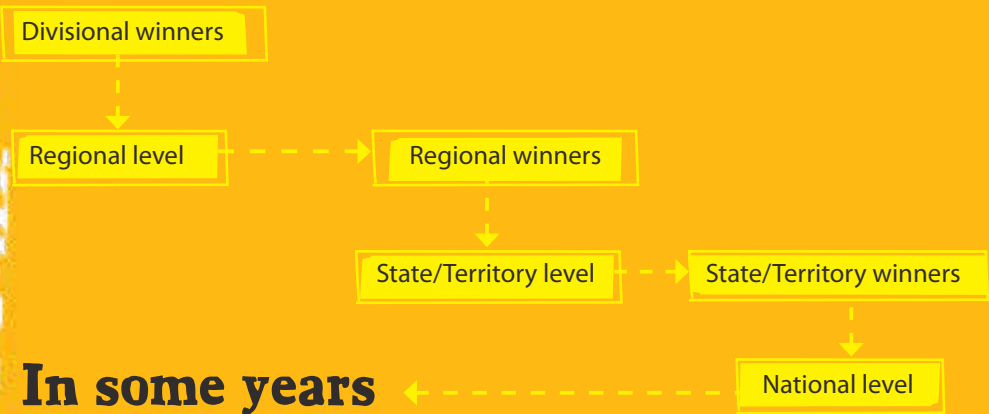 Divisional winners
Regional level
Regional winners
State/Territory level
State/Territory winners
National level
In some years